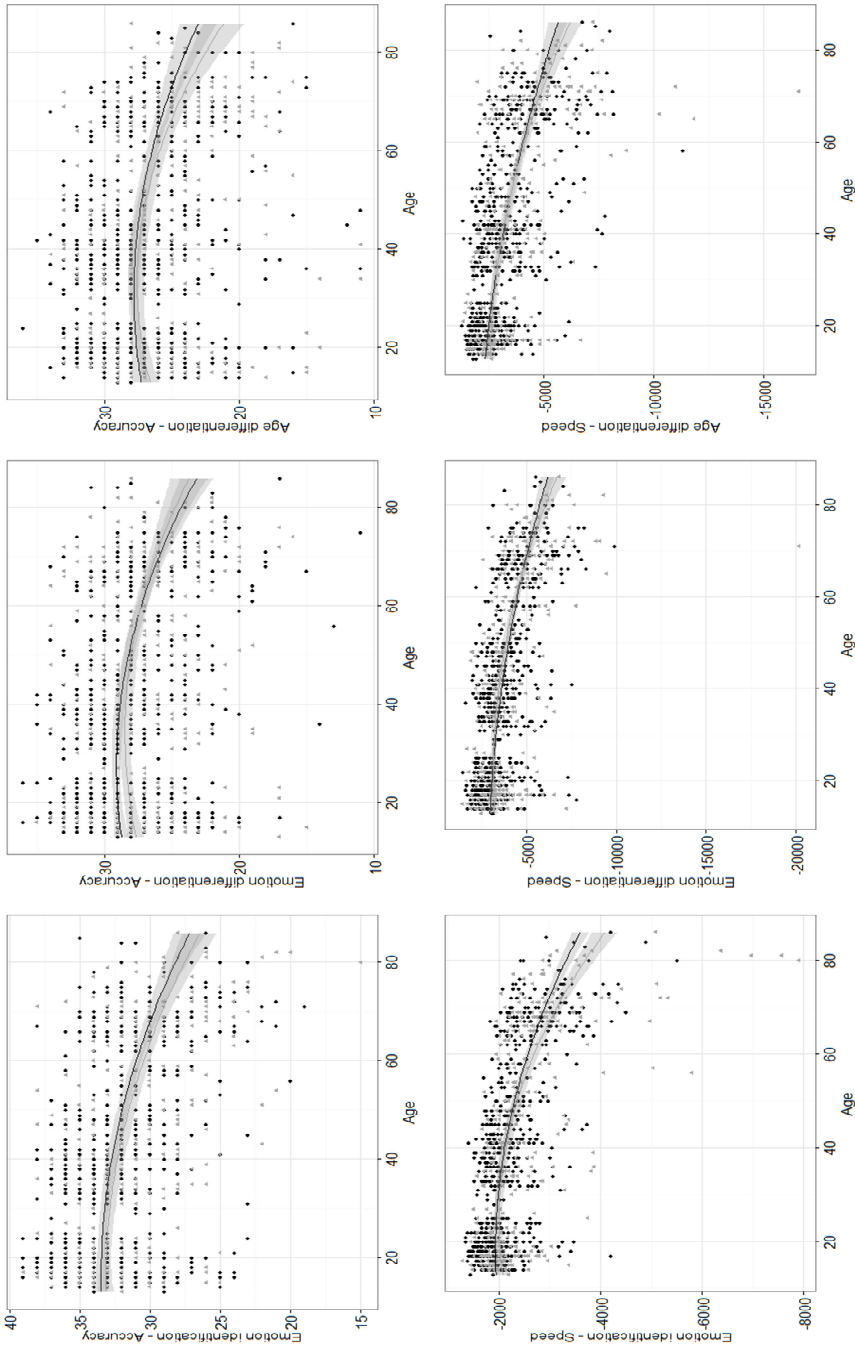 Emotion identification - Accuracy
40
35
30
25
20
15
20 40 60 80
Age
Emotion differentiation - Accuracy
30
20
10
20 40 60 80
Age
Age differentiation - Accuracy
30
20
10
20 40 60 80
Age
Emotion identification - Speed
-2000
-4000
-6000
-8000
20 40 60 80
Age
Emotion differentiation - Speed
-5000
-10000
-15000
-20000
20 40 60 80
Age
Age differentiation - Speed
-5000
-10000
-15000
20 40 60 80
Age